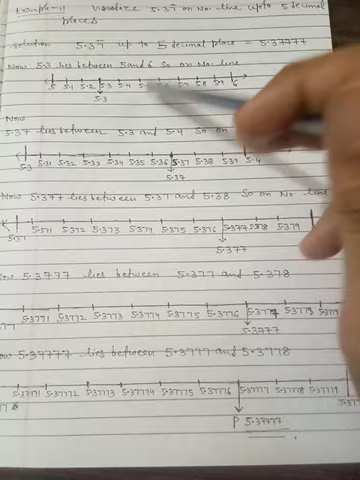 Example-11 Visualize 5.37̅ on No. line upto 5 decimal places
Solution 5.37̅ up to 5 decimal place = 5.37777
Now 5.3 lies between 5 and 6 So on No. line
5 5.1 5.2 5.3 5.4 5.8 5.9 6
5.3
Now
5.37 lies between 5.3 and 5.4 So on
5.3 5.31 5.32 5.33 5.34 5.35 5.36 5.37 5.38 5.39 5.4
5.37
Now 5.377 lies between 5.37 and 5.38 So on No. line
5.37 5.371 5.372 5.373 5.374 5.375 5.376 5.377 5.378 5.379
5.377
Now 5.3777 lies between 5.377 and 5.378
5.3771 5.3772 5.3773 5.3774 5.3775 5.3776 5.3777 5.3778 5.379
5.3777
Now 5.37777 lies between 5.3777 and 5.3778
5.37771 5.37772 5.37773 5.37774 5.37775 5.37776 5.37777 5.37778 5.37779
P 5.37777